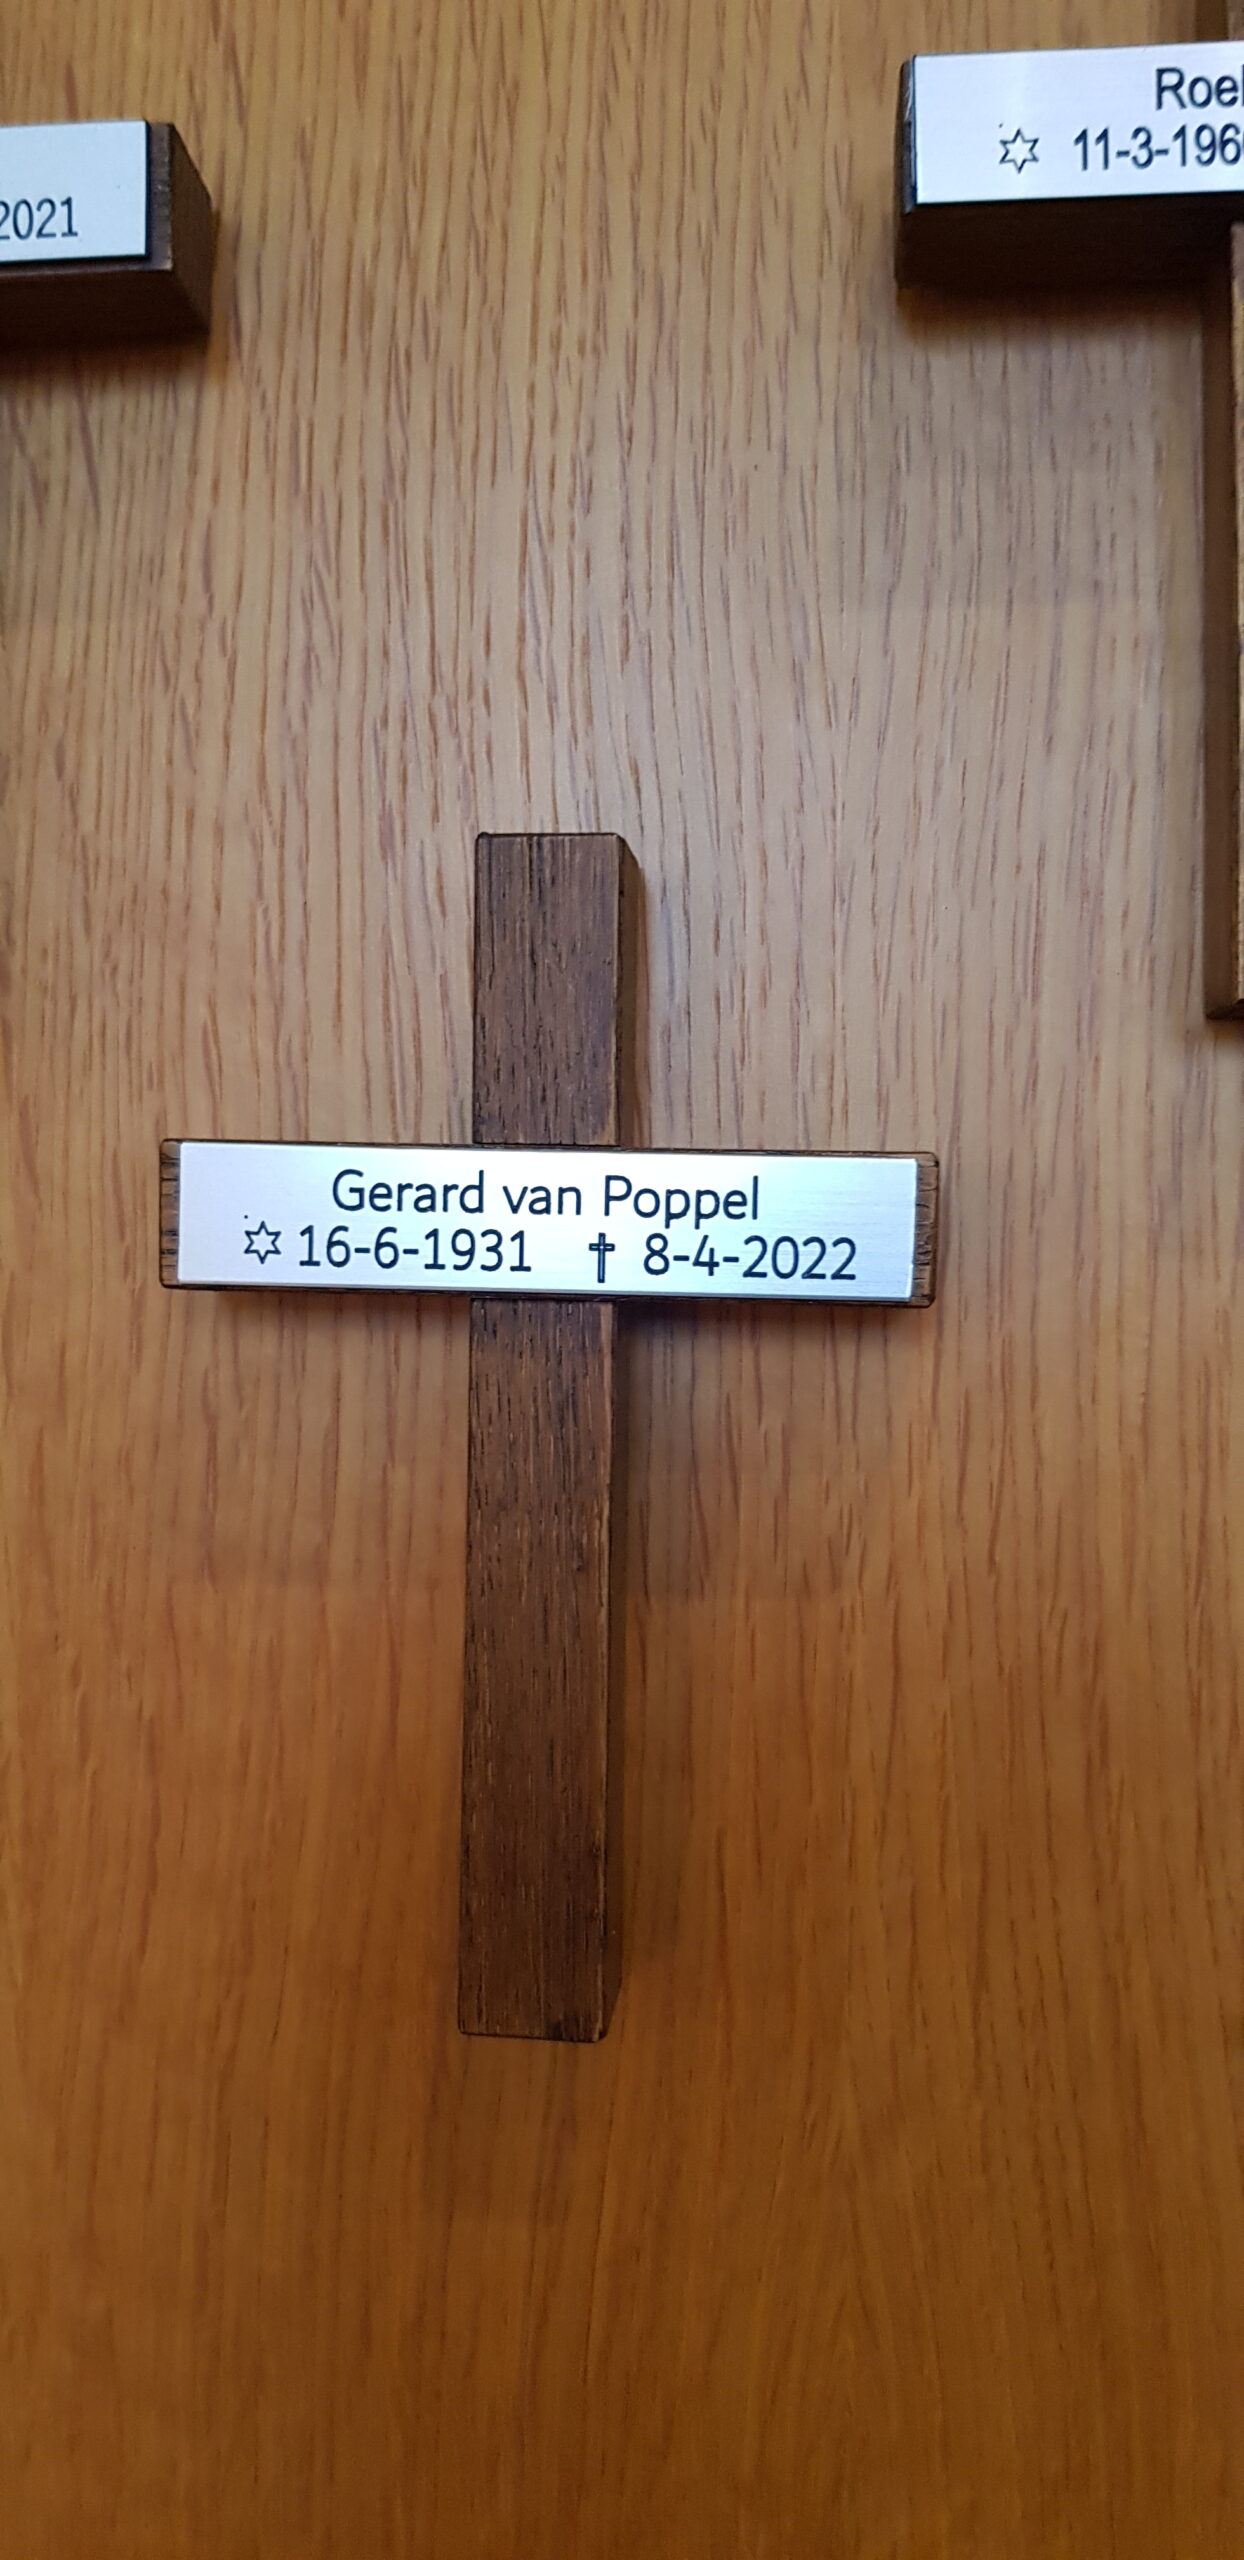 2021
Roel
✡ 11-3-196
Gerard van Poppel
✡ 16-6-1931 ✝ 8-4-2022